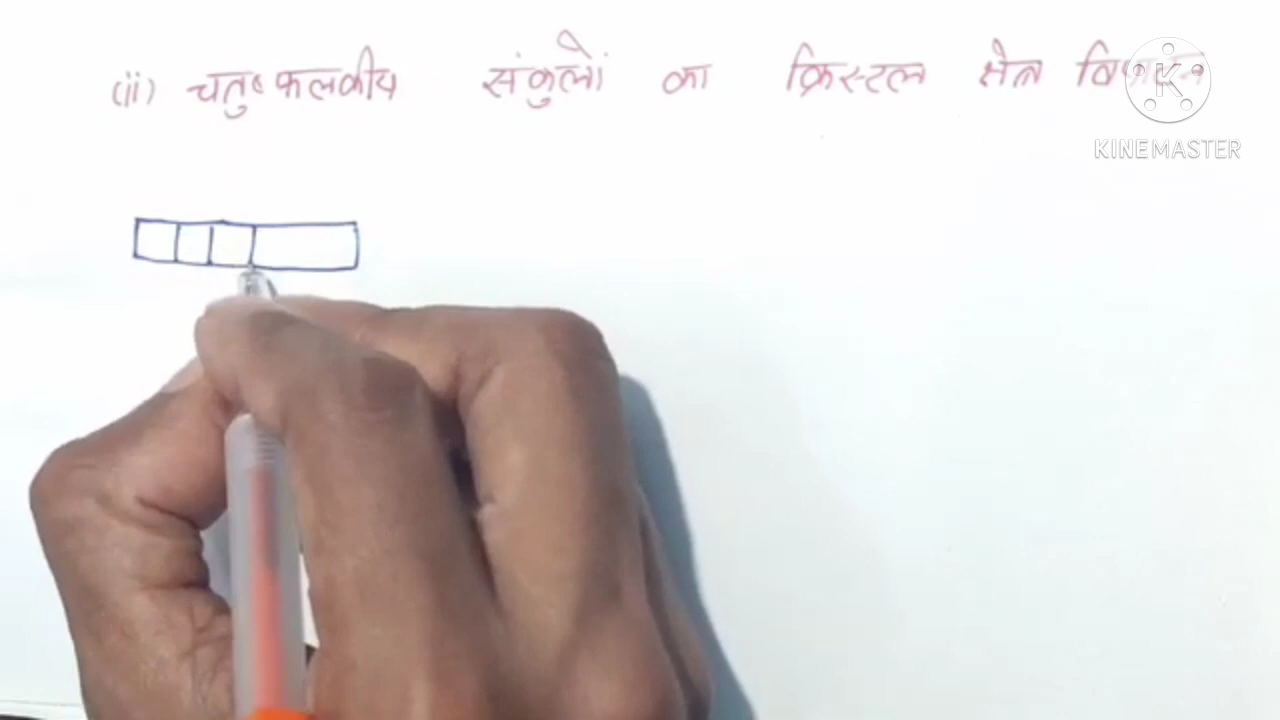 (ii) चतुष्फलकीय संकुलों का क्रिस्टल क्षेत्र
KINEMASTER